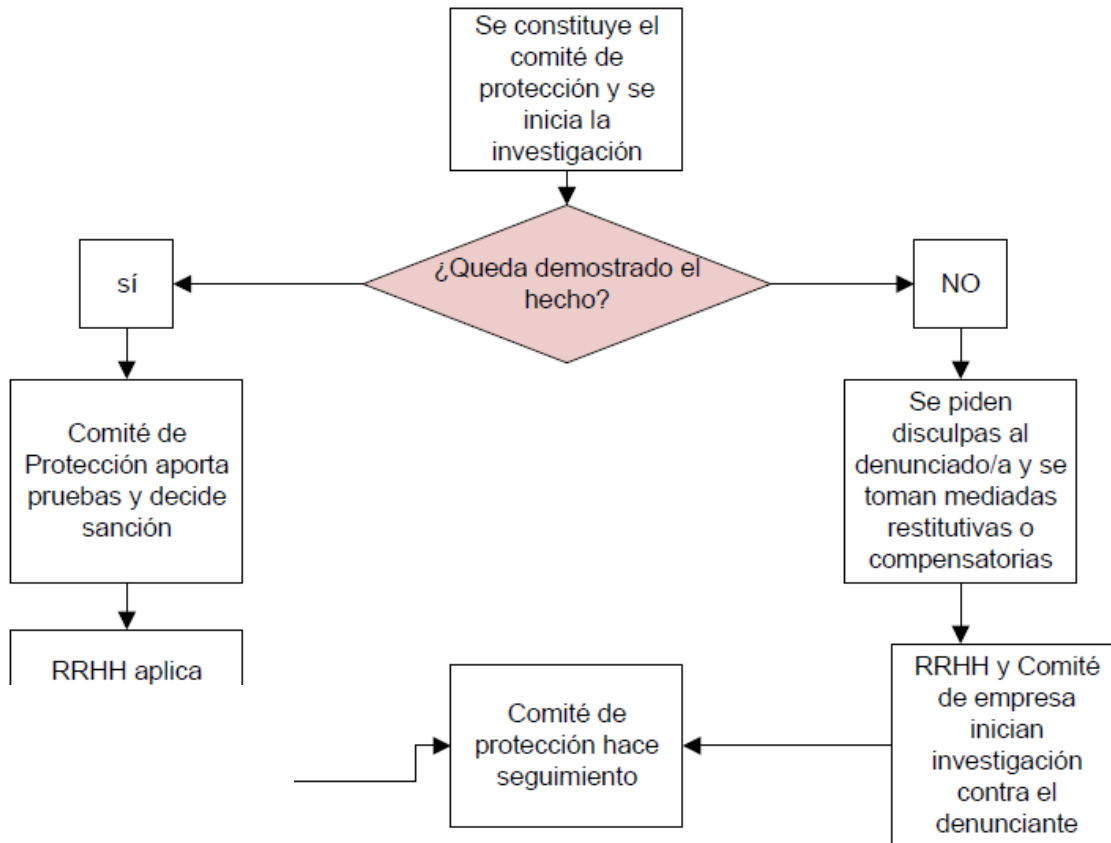 Se constituye el
comité de
protección y se
inicia la
investigación
¿Queda demostrado el
hecho?
sí
NO
Comité de
Protección aporta
pruebas y decide
sanción
Se piden
disculpas al
denunciado/a y se
toman mediadas
restitutivas o
compensatorias
RRHH aplica
Comité de
protección hace
seguimiento
RRHH y Comité
de empresa
inician
investigación
contra el
denunciante